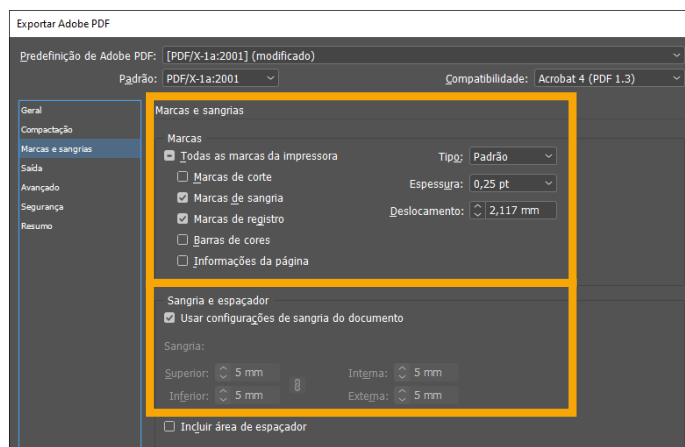 Exportar Adobe PDF
Predefinição de Adobe PDF: [PDF/X-1a:2001] (modificado)
Padrão: PDF/X-1a:2001 Compatibilidade: Acrobat 4 (PDF 1.3)
Geral
Compactação
Marcas e sangrias
Saída
Avançado
Segurança
Resumo
Marcas e sangrias
Marcas
Todas as marcas da impressora
Marcas de corte
Marcas de sangria
Marcas de registro
Barras de cores
Informações da página
Tipo: Padrão
Espessura: 0,25 pt
Deslocamento: 2,117 mm
Sangria e espaçador
Usar configurações de sangria do documento
Sangria:
Superior: 5 mm Interna: 5 mm
Inferior: 5 mm Externa: 5 mm
Incluir área de espaçador